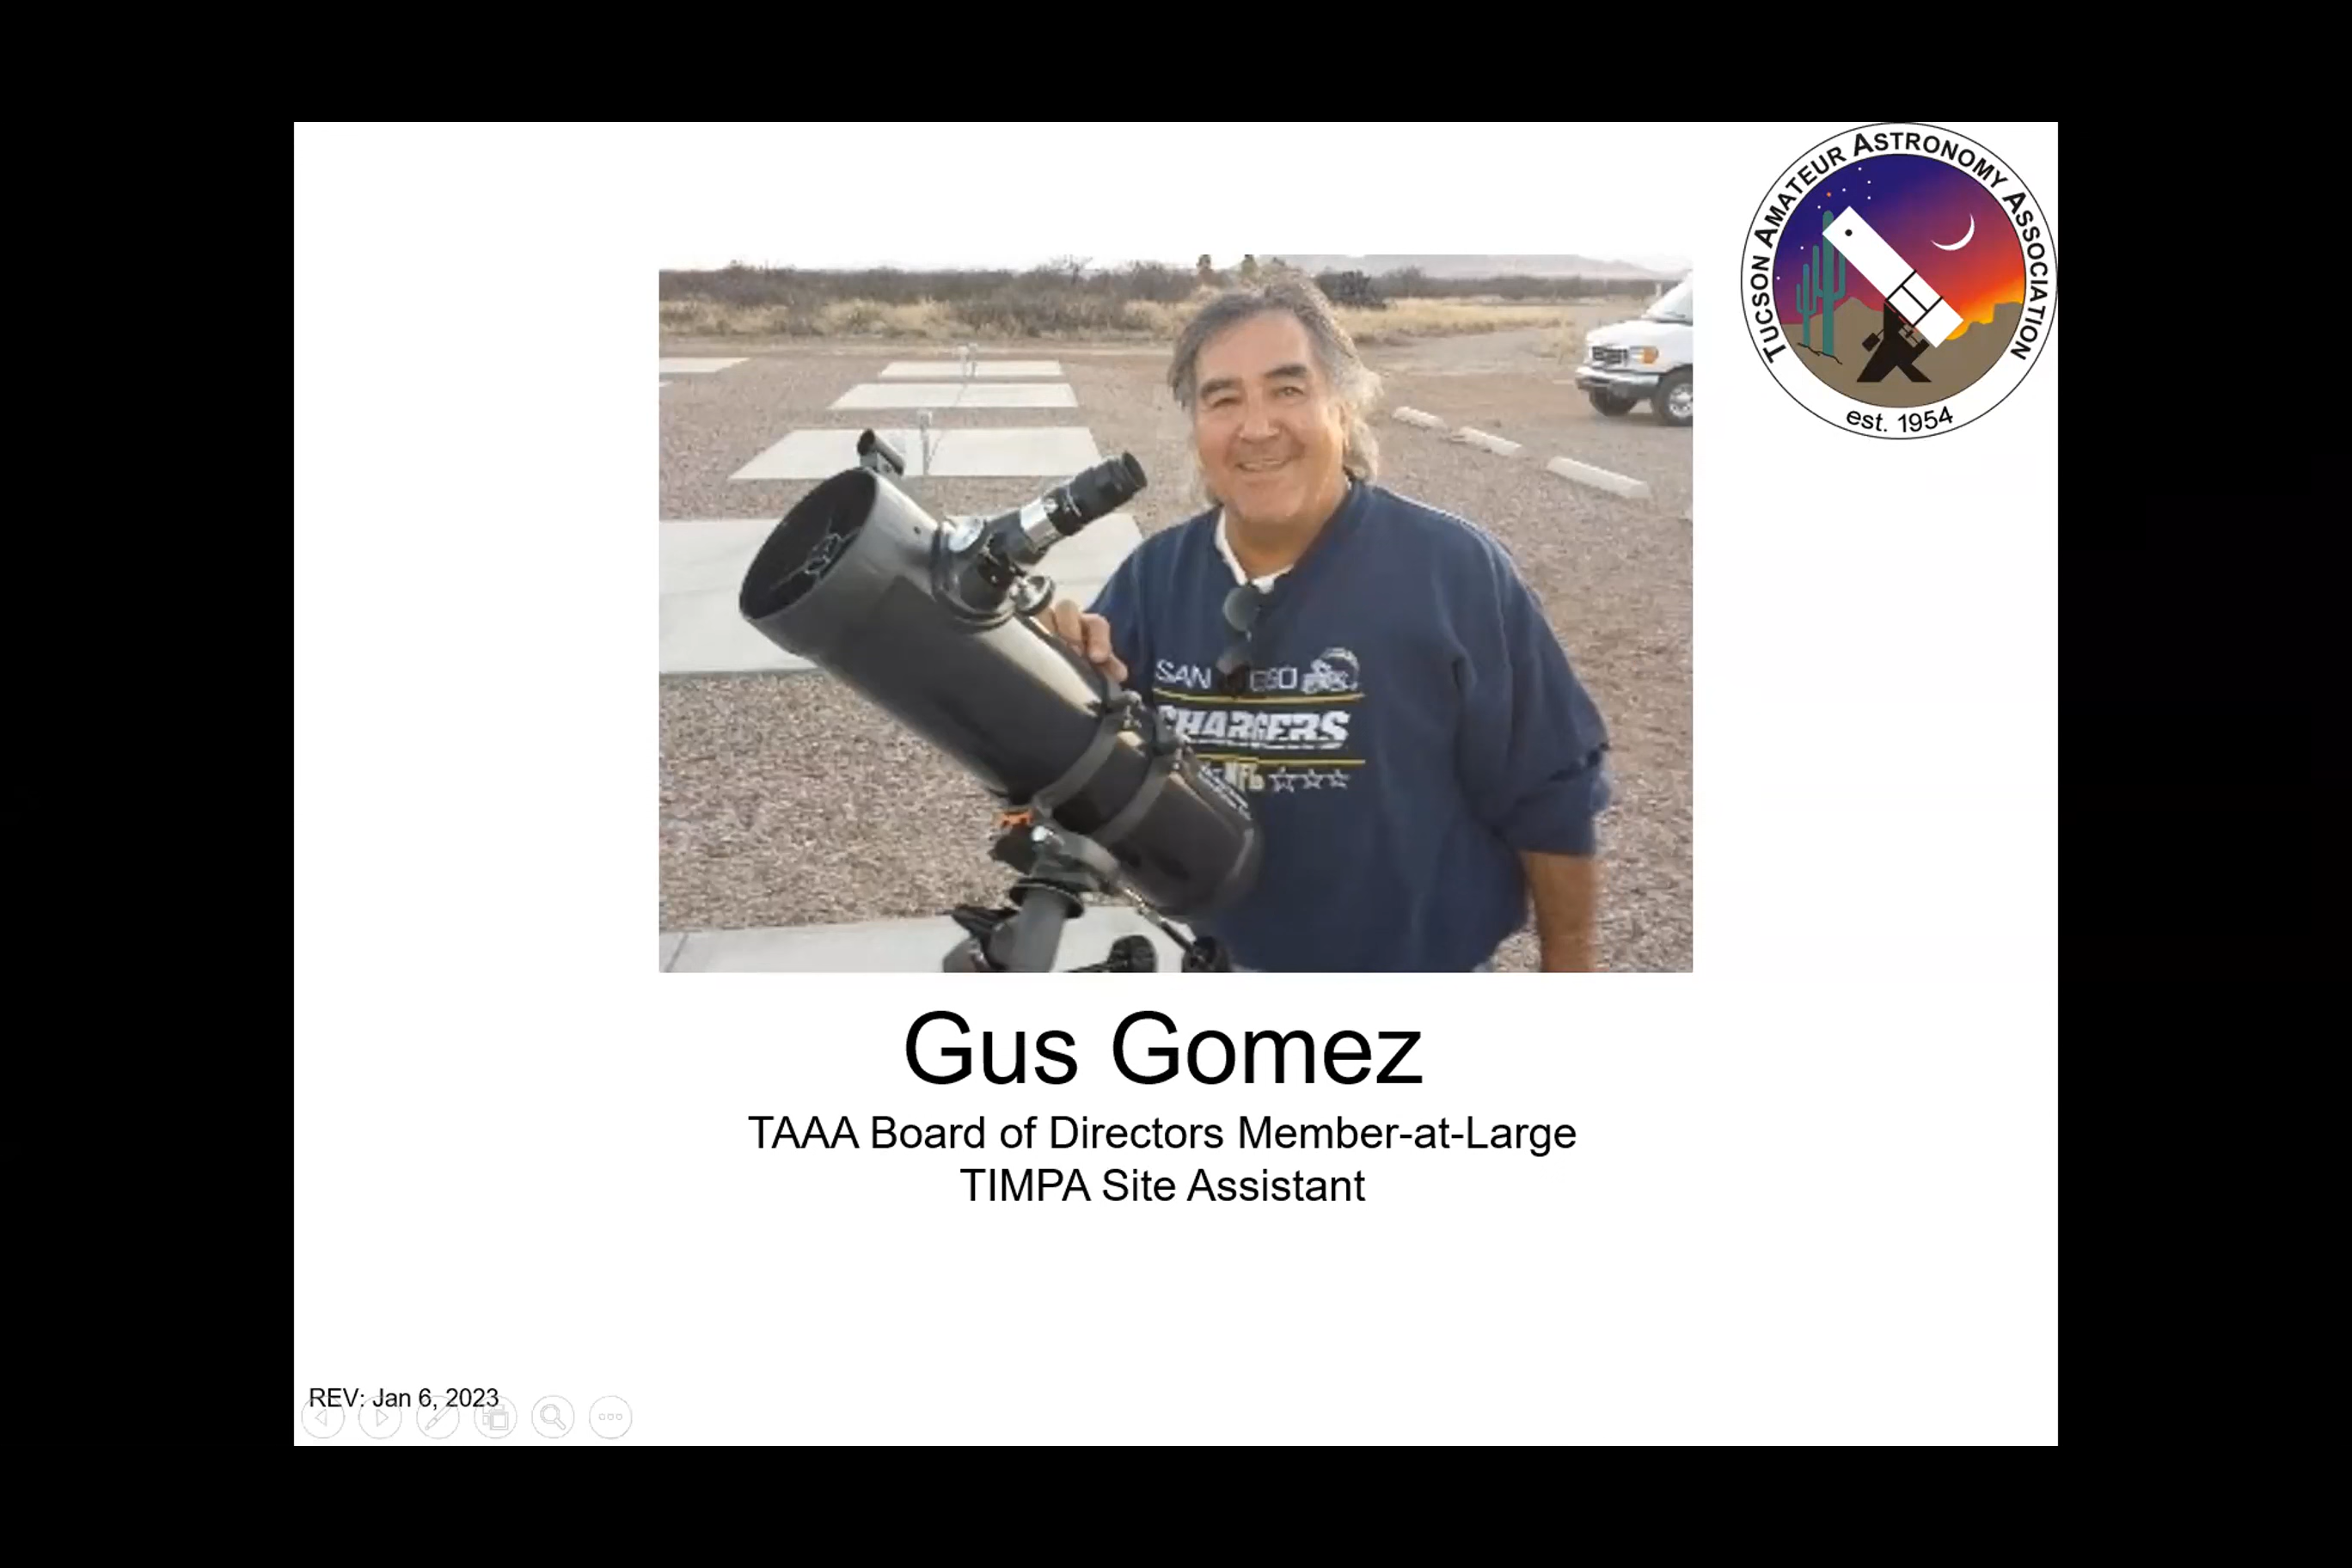 TUCSON AMATEUR ASTRONOMY ASSOCIATION
est. 1954
SAN
CHARGERS
NFL
Gus Gomez
TAAA Board of Directors Member-at-Large
TIMPA Site Assistant
REV: Jan 6, 2023